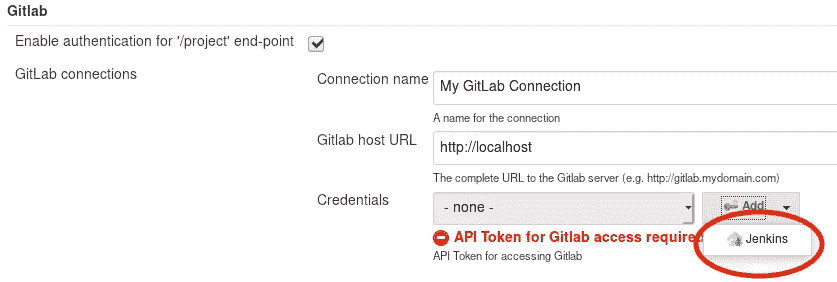 Gitlab
Enable authentication for '/project' end-point
GitLab connections
Connection name
My GitLab Connection
A name for the connection
Gitlab host URL
http://localhost
The complete URL to the Gitlab server (e.g. http://gitlab.mydomain.com)
Credentials
- none -
Add
API Token for Gitlab access required
Jenkins
API Token for accessing Gitlab